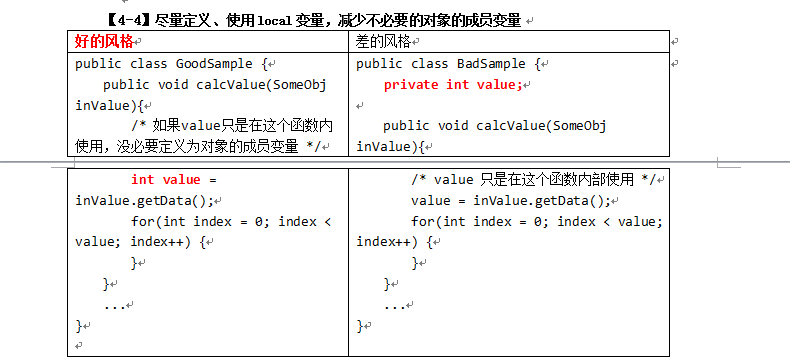 【4-4】尽量定义、使用local变量，减少不必要的对象的成员变量
好的风格
public class GoodSample {
public void calcValue(SomeObj
inValue){
/* 如果value只是在这个函数内
使用，没必要定义为对象的成员变量 */
int value =
inValue.getData();
for(int index = 0; index <
value; index++) {
}
}
...
}
差的风格
public class BadSample {
private int value;
public void calcValue(SomeObj
inValue){
/* value 只是在这个函数内部使用 */
value = inValue.getData();
for(int index = 0; index < value;
index++) {
}
}
...
}